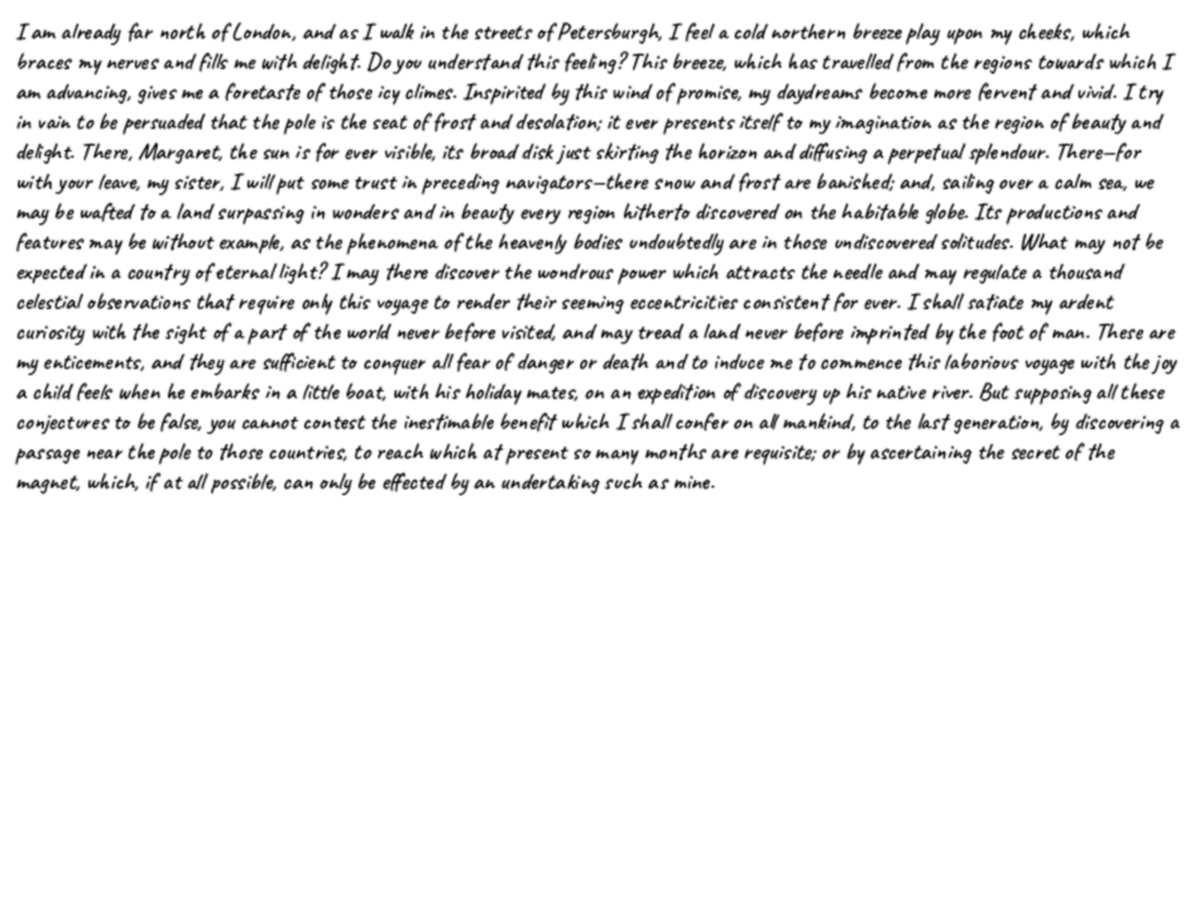 I am already far north of London, and as I walk in the streets of Petersburgh, I feel a cold northern breeze play upon my cheeks, which
braces my nerves and fills me with delight. Do you understand this feeling? This breeze, which has travelled from the regions towards which I
am advancing, gives me a foretaste of those icy climes. Inspirited by this wind of promise, my daydreams become more fervent and vivid. I try
in vain to be persuaded that the pole is the seat of frost and desolation; it ever presents itself to my imagination as the region of beauty and
delight. There, Margaret, the sun is for ever visible, its broad disk just skirting the horizon and diffusing a perpetual splendour. There—for
with your leave, my sister, I will put some trust in preceding navigators—there snow and frost are banished; and, sailing over a calm sea, we
may be wafted to a land surpassing in wonders and in beauty every region hitherto discovered on the habitable globe. Its productions and
features may be without example, as the phenomena of the heavenly bodies undoubtedly are in those undiscovered solitudes. What may not be
expected in a country of eternal light? I may there discover the wondrous power which attracts the needle and may regulate a thousand
celestial observations that require only this voyage to render their seeming eccentricities consistent for ever. I shall satiate my ardent
curiosity with the sight of a part of the world never before visited, and may tread a land never before imprinted by the foot of man. These are
my enticements, and they are sufficient to conquer all fear of danger or death and to induce me to commence this laborious voyage with the joy
a child feels when he embarks in a little boat, with his holiday mates, on an expedition of discovery up his native river. But supposing all these
conjectures to be false, you cannot contest the inestimable benefit which I shall confer on all mankind, to the last generation, by discovering a
passage near the pole to those countries, to reach which at present so many months are requisite; or by ascertaining the secret of the
magnet, which, if at all possible, can only be effected by an undertaking such as mine.